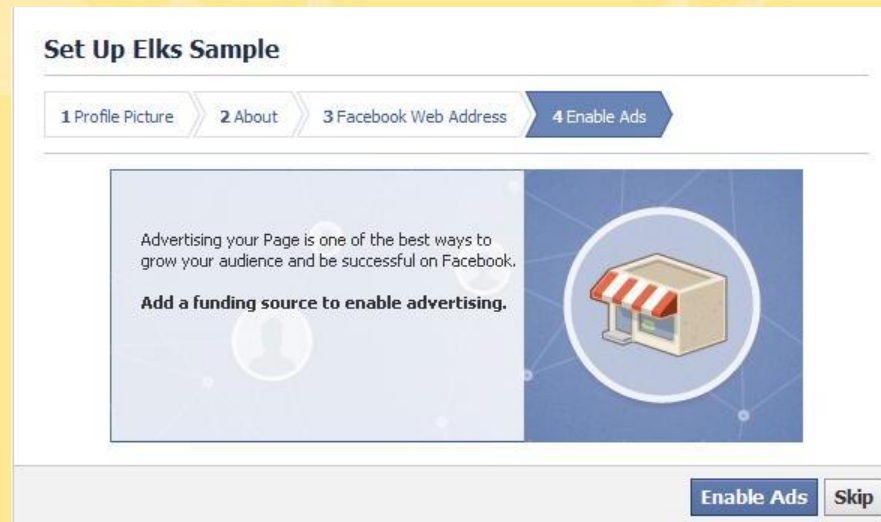 Set Up Elks Sample
1 Profile Picture
2 About
3 Facebook Web Address
4 Enable Ads
Advertising your Page is one of the best ways to
grow your audience and be successful on Facebook.
Add a funding source to enable advertising.
Enable Ads
Skip